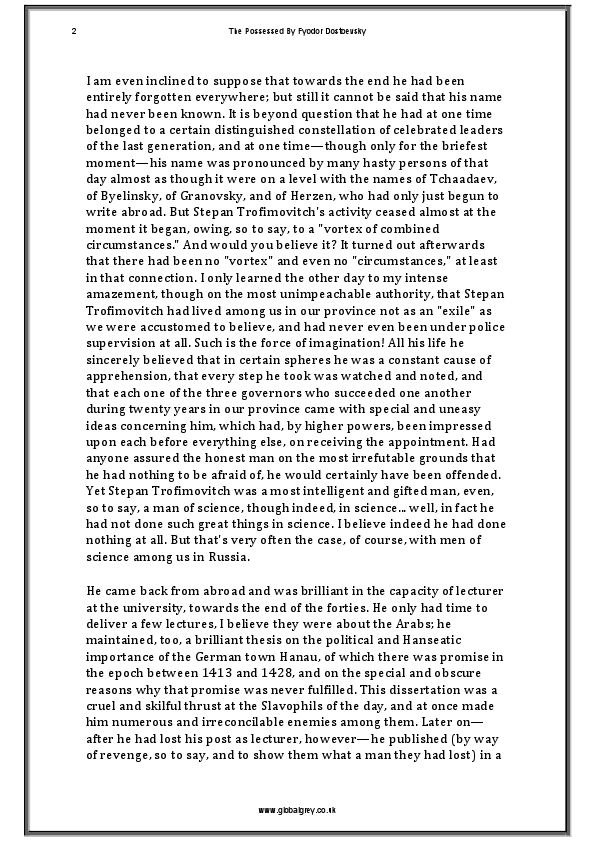 2
The Possessed By Fyodor Dostoevsky
I am even inclined to suppose that towards the end he had been
entirely forgotten everywhere; but still it cannot be said that his name
had never been known. It is beyond question that he had at one time
belonged to a certain distinguished constellation of celebrated leaders
of the last generation, and at one time—though only for the briefest
moment—his name was pronounced by many hasty persons of that
day almost as though it were on a level with the names of Tchaadaev,
of Byelinsky, of Granovsky, and of Herzen, who had only just begun to
write abroad. But Stepan Trofimovitch's activity ceased almost at the
moment it began, owing, so to say, to a "vortex of combined
circumstances." And would you believe it? It turned out afterwards
that there had been no "vortex" and even no "circumstances," at least
in that connection. I only learned the other day to my intense
amazement, though on the most unimpeachable authority, that Stepan
Trofimovitch had lived among us in our province not as an "exile" as
we were accustomed to believe, and had never even been under police
supervision at all. Such is the force of imagination! All his life he
sincerely believed that in certain spheres he was a constant cause of
apprehension, that every step he took was watched and noted, and
that each one of the three governors who succeeded one another
during twenty years in our province came with special and uneasy
ideas concerning him, which had, by higher powers, been impressed
upon each before everything else, on receiving the appointment. Had
anyone assured the honest man on the most irrefutable grounds that
he had nothing to be afraid of, he would certainly have been offended.
Yet Stepan Trofimovitch was a most intelligent and gifted man, even,
so to say, a man of science, though indeed, in science... well, in fact he
had not done such great things in science. I believe indeed he had done
nothing at all. But that's very often the case, of course, with men of
science among us in Russia.
He came back from abroad and was brilliant in the capacity of lecturer
at the university, towards the end of the forties. He only had time to
deliver a few lectures, I believe they were about the Arabs; he
maintained, too, a brilliant thesis on the political and Hanseatic
importance of the German town Hanau, of which there was promise in
the epoch between 1413 and 1428, and on the special and obscure
reasons why that promise was never fulfilled. This dissertation was a
cruel and skilful thrust at the Slavophils of the day, and at once made
him numerous and irreconcilable enemies among them. Later on—
after he had lost his post as lecturer, however—he published (by way
of revenge, so to say, and to show them what a man they had lost) in a
www.globalgrey.co.uk